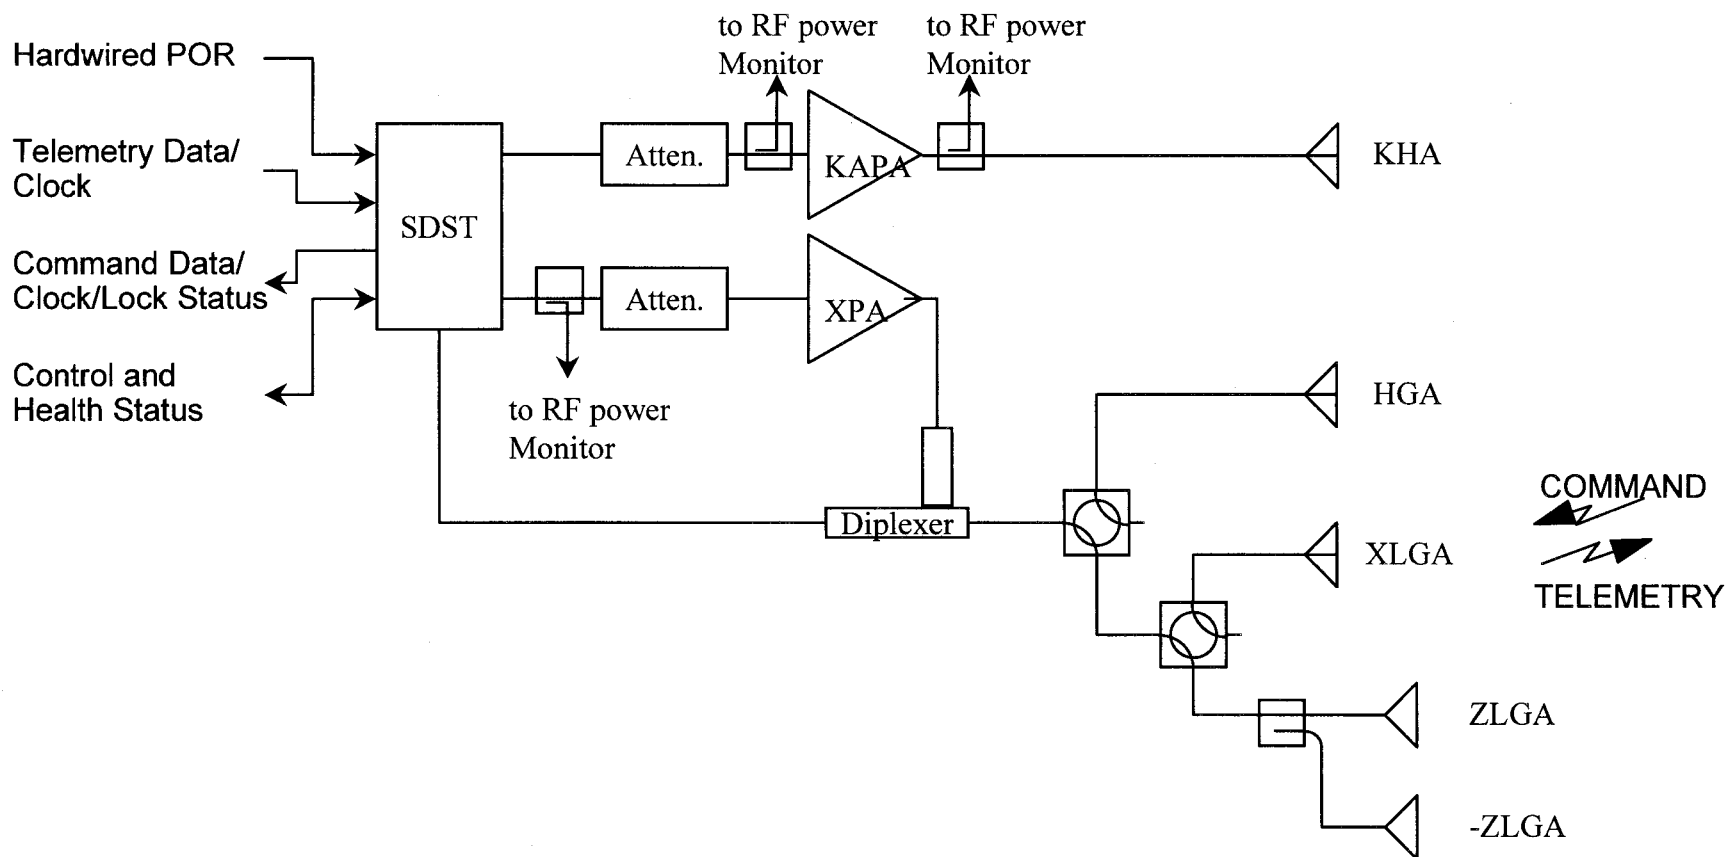 to RF power
Monitor
to RF power
Monitor
Hardwired POR
Telemetry Data/
Clock
Command Data/
Clock/Lock Status
Control and
Health Status
SDST
Atten.
KAPA
KHA
Atten.
XPA
to RF power
Monitor
HGA
Diplexer
COMMAND
TELEMETRY
XLGA
ZLGA
-ZLGA